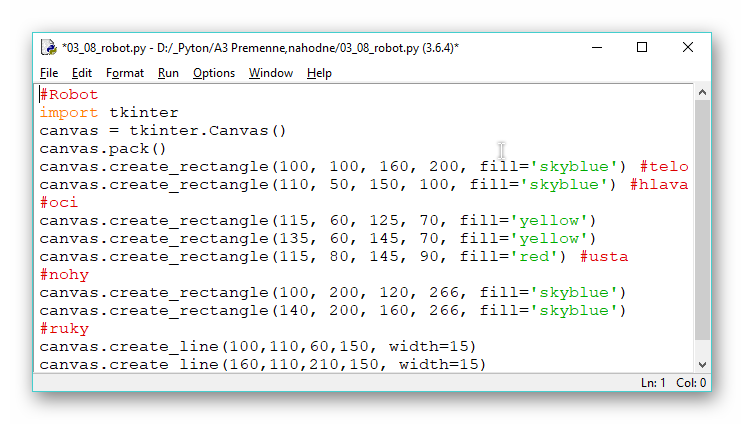 *03_08_robot.py - D:/_Pyton/A3 Premenne,nahodne/03_08_robot.py (3.6.4)*
File Edit Format Run Options Window Help
#Robot
import tkinter
canvas = tkinter.Canvas()
canvas.pack()
canvas.create_rectangle(100, 100, 160, 200, fill='skyblue') #telo
canvas.create_rectangle(110, 50, 150, 100, fill='skyblue') #hlava
#oci
canvas.create_rectangle(115, 60, 125, 70, fill='yellow')
canvas.create_rectangle(135, 60, 145, 70, fill='yellow')
canvas.create_rectangle(115, 80, 145, 90, fill='red') #usta
#nohy
canvas.create_rectangle(100, 200, 120, 266, fill='skyblue')
canvas.create_rectangle(140, 200, 160, 266, fill='skyblue')
#ruky
canvas.create_line(100,110,60,150, width=15)
canvas.create_line(160,110,210,150, width=15)
Ln: 1 Col: 0